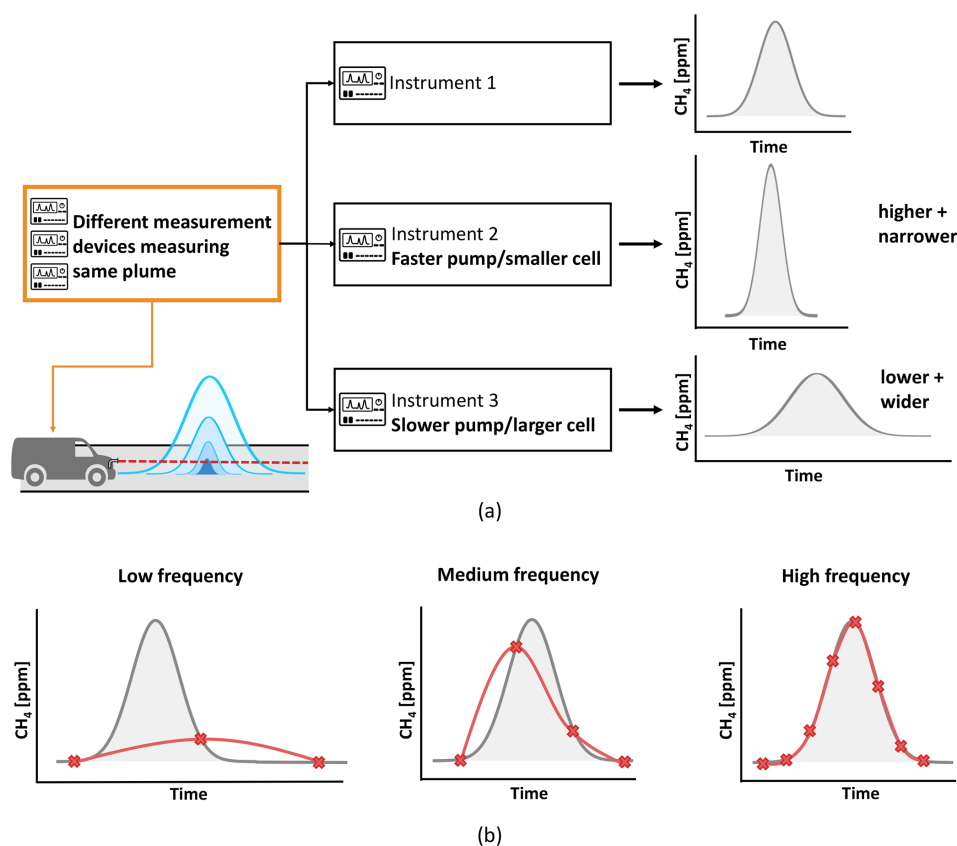 Instrument 1
CH₄ [ppm]
Time
Different measurement
devices measuring
same plume
Instrument 2
Faster pump/smaller cell
CH₄ [ppm]
Time
higher +
narrower
Instrument 3
Slower pump/larger cell
CH₄ [ppm]
Time
lower +
wider
(a)
Low frequency
CH₄ [ppm]
Time
Medium frequency
CH₄ [ppm]
Time
High frequency
CH₄ [ppm]
Time
(b)